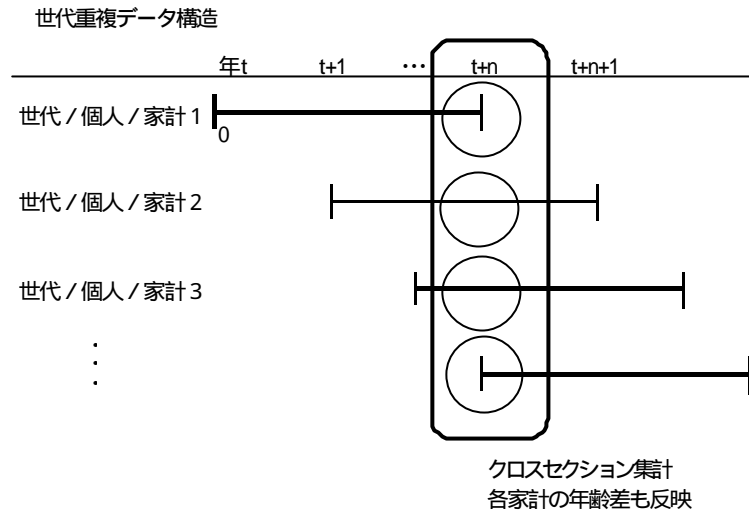 世代重複データ構造
年t t+1 … t+n t+n+1
世代／個人／家計1
0
世代／個人／家計2
世代／個人／家計3
・
・
・
クロスセクション集計
各家計の年齢差も反映